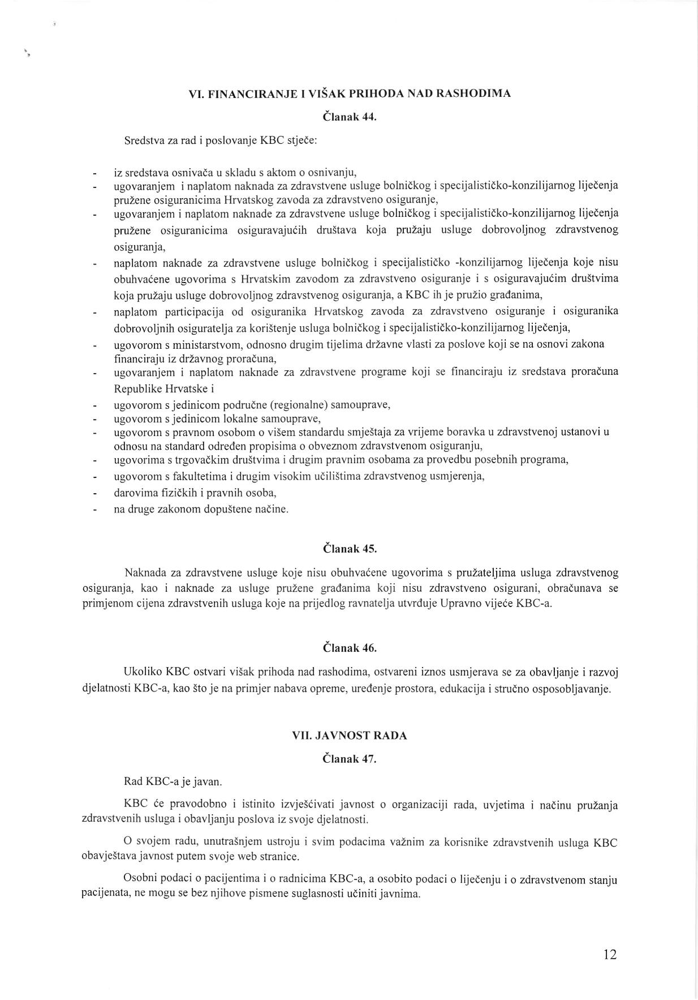 VI. FINANCIRANJE I VIŠAK PRIHODA NAD RASHODIMA
Članak 44.
Sredstva za rad i poslovanje KBC stječe:
- iz sredstava osnivača u skladu s aktom o osnivanju,
- ugovaranjem i naplatom naknada za zdravstvene usluge bolničkog i specijalističko-konzilijarnog liječenja
pružene osiguranicima Hrvatskog zavoda za zdravstveno osiguranje,
- ugovaranjem i naplatom naknade za zdravstvene usluge bolničkog i specijalističko-konzilijarnog liječenja
pružene osiguranicima osiguravajućih društava koja pružaju usluge dobrovoljnog zdravstvenog
osiguranja,
- naplatom naknade za zdravstvene usluge bolničkog i specijalističko -konzilijarnog liječenja koje nisu
obuhvaćene ugovorima s Hrvatskim zavodom za zdravstveno osiguranje i s osiguravajućim društvima
koja pružaju usluge dobrovoljnog zdravstvenog osiguranja, a KBC ih je pružio građanima,
- naplatom participacija od osiguranika Hrvatskog zavoda za zdravstveno osiguranje i osiguranika
dobrovoljnih osiguratelja za korištenje usluga bolničkog i specijalističko-konzilijarnog liječenja,
- ugovorom s ministarstvom, odnosno drugim tijelima državne vlasti za poslove koji se na osnovi zakona
financiraju iz državnog proračuna,
- ugovaranjem i naplatom naknade za zdravstvene programe koji se financiraju iz sredstava proračuna
Republike Hrvatske i
- ugovorom s jedinicom područne (regionalne) samouprave,
- ugovorom s jedinicom lokalne samouprave,
- ugovorom s pravnom osobom o višem standardu smještaja za vrijeme boravka u zdravstvenoj ustanovi u
odnosu na standard određen propisima o obveznom zdravstvenom osiguranju,
- ugovorima s trgovačkim društvima i drugim pravnim osobama za provedbu posebnih programa,
- ugovorom s fakultetima i drugim visokim učilištima zdravstvenog usmjerenja,
- darovima fizičkih i pravnih osoba,
- na druge zakonom dopuštene načine.
Članak 45.
Naknada za zdravstvene usluge koje nisu obuhvaćene ugovorima s pružateljima usluga zdravstvenog
osiguranja, kao i naknade za usluge pružene građanima koji nisu zdravstveno osigurani, obračunava se
primjenom cijena zdravstvenih usluga koje na prijedlog ravnatelja utvrđuje Upravno vijeće KBC-a.
Članak 46.
Ukoliko KBC ostvari višak prihoda nad rashodima, ostvareni iznos usmjerava se za obavljanje i razvoj
djelatnosti KBC-a, kao što je na primjer nabava opreme, uređenje prostora, edukacija i stručno osposobljavanje.
VII. JAVNOST RADA
Članak 47.
Rad KBC-a je javan.
KBC će pravodobno i istinito izvješćivati javnost o organizaciji rada, uvjetima i načinu pružanja
zdravstvenih usluga i obavljanju poslova iz svoje djelatnosti.
O svojem radu, unutrašnjem ustroju i svim podacima važnim za korisnike zdravstvenih usluga KBC
obavještava javnost putem svoje web stranice.
Osobni podaci o pacijentima i o radnicima KBC-a, a osobito podaci o liječenju i o zdravstvenom stanju
pacijenata, ne mogu se bez njihove pismene suglasnosti učiniti javnima.
12